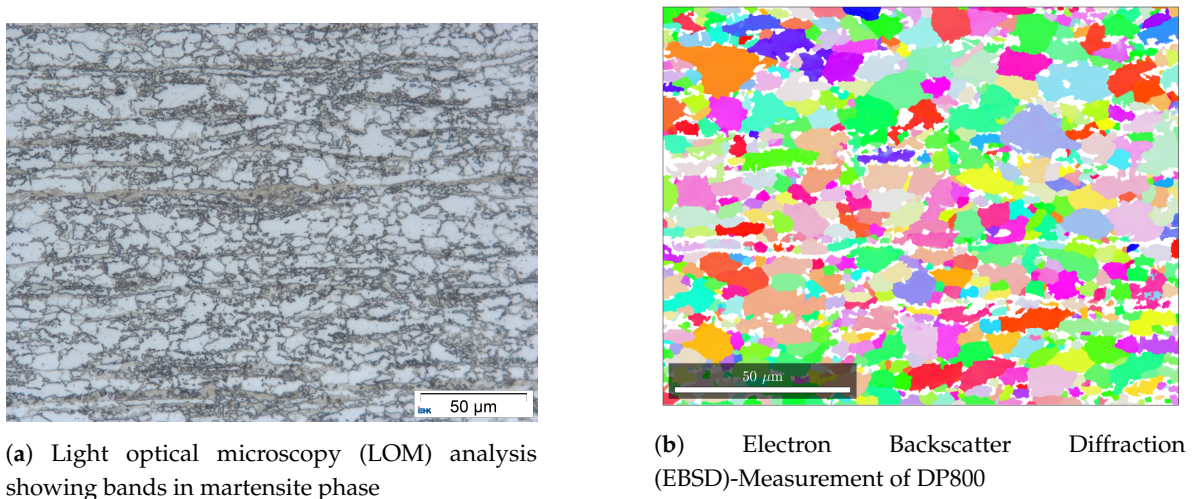 50 µm
IEHK
50 µm
(a) Light optical microscopy (LOM) analysis
showing bands in martensite phase
(b) Electron Backscatter Diffraction
(EBSD)-Measurement of DP800